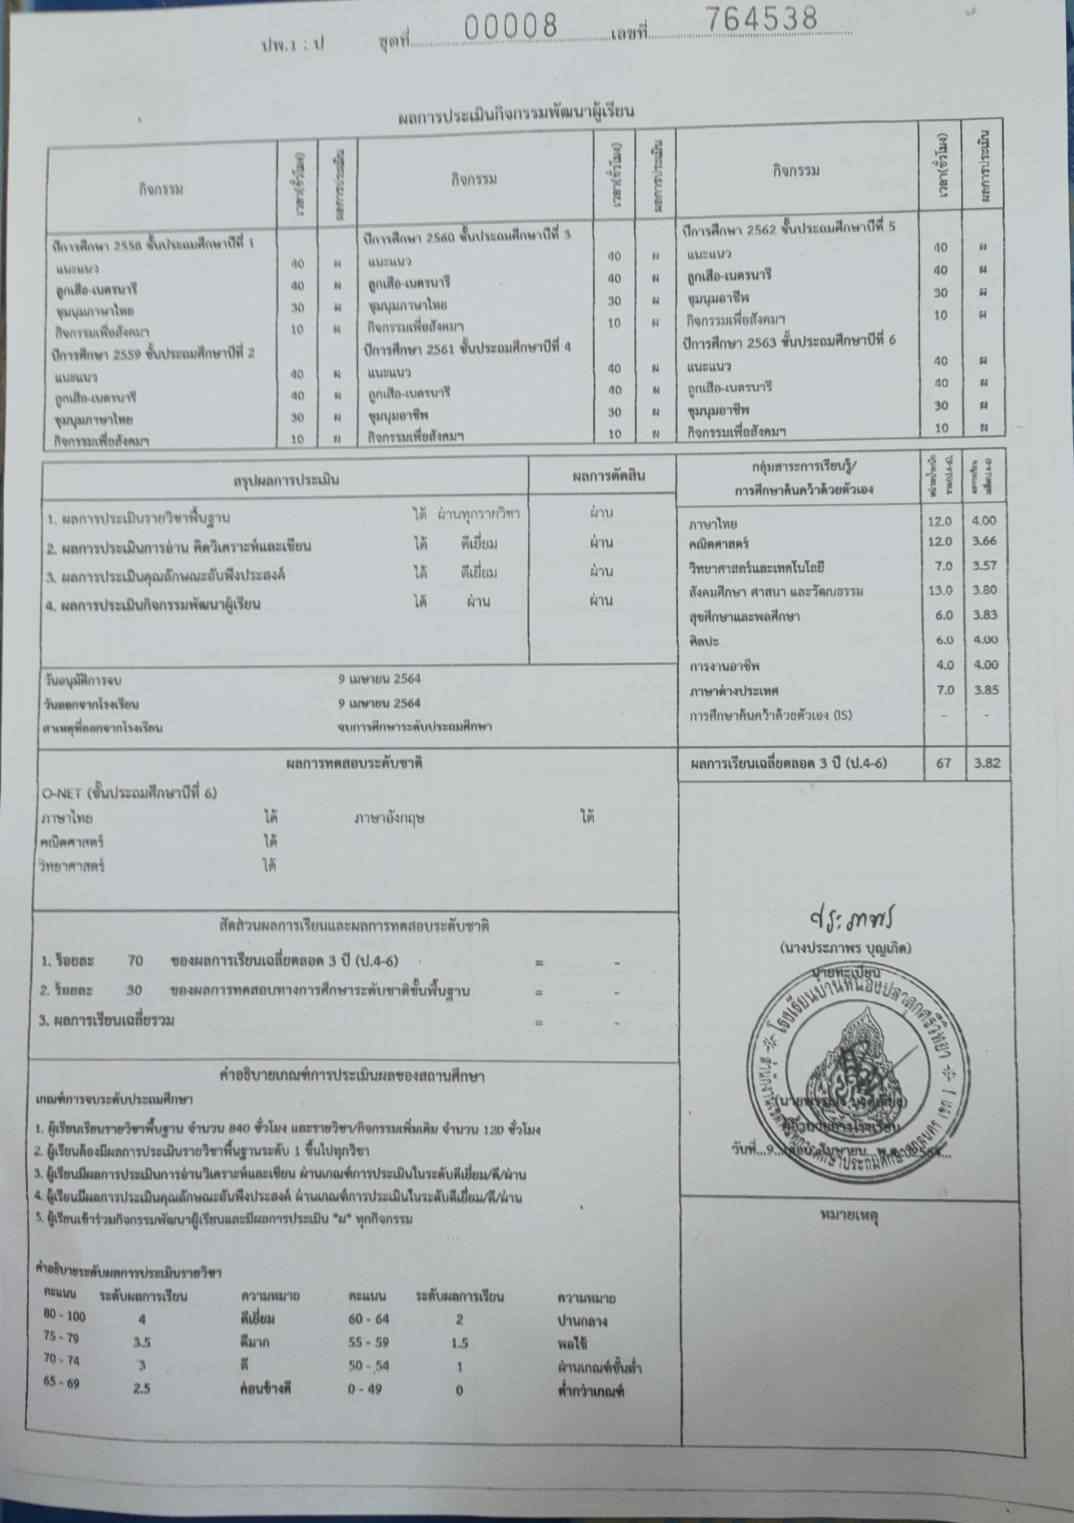 ปพ.1 : ป ชุดที่ 00008 เลขที่ 764538
ผลการประเมินกิจกรรมพัฒนาผู้เรียน
กิจกรรม เวลา(ชั่วโมง) ผลการประเมิน กิจกรรม เวลา(ชั่วโมง) ผลการประเมิน กิจกรรม เวลา(ชั่วโมง) ผลการประเมิน
ปีการศึกษา 2558 ชั้นประถมศึกษาปีที่ 1
แนะแนว 40 ผ
ลูกเสือ-เนตรนารี 40 ผ
ชุมนุมภาษาไทย 30 ผ
กิจกรรมเพื่อสังคมฯ 10 ผ
ปีการศึกษา 2559 ชั้นประถมศึกษาปีที่ 2
แนะแนว 40 ผ
ลูกเสือ-เนตรนารี 40 ผ
ชุมนุมภาษาไทย 30 ผ
กิจกรรมเพื่อสังคมฯ 10 ผ
ปีการศึกษา 2560 ชั้นประถมศึกษาปีที่ 3
แนะแนว 40 ผ
ลูกเสือ-เนตรนารี 40 ผ
ชุมนุมภาษาไทย 30 ผ
กิจกรรมเพื่อสังคมฯ 10 ผ
ปีการศึกษา 2561 ชั้นประถมศึกษาปีที่ 4
แนะแนว 40 ผ
ลูกเสือ-เนตรนารี 40 ผ
ชุมนุมอาชีพ 30 ผ
กิจกรรมเพื่อสังคมฯ 10 ผ
ปีการศึกษา 2562 ชั้นประถมศึกษาปีที่ 5
แนะแนว 40 ผ
ลูกเสือ-เนตรนารี 40 ผ
ชุมนุมอาชีพ 30 ผ
กิจกรรมเพื่อสังคมฯ 10 ผ
ปีการศึกษา 2563 ชั้นประถมศึกษาปีที่ 6
แนะแนว 40 ผ
ลูกเสือ-เนตรนารี 40 ผ
ชุมนุมอาชีพ 30 ผ
กิจกรรมเพื่อสังคมฯ 10 ผ
สรุปผลการประเมิน ผลการตัดสิน
1. ผลการประเมินรายวิชาพื้นฐาน ได้ ผ่านทุกรายวิชา ผ่าน
2. ผลการประเมินการอ่าน คิดวิเคราะห์และเขียน ได้ ดีเยี่ยม ผ่าน
3. ผลการประเมินคุณลักษณะอันพึงประสงค์ ได้ ดีเยี่ยม ผ่าน
4. ผลการประเมินกิจกรรมพัฒนาผู้เรียน ได้ ผ่าน ผ่าน
วันอนุมัติการจบ 9 เมษายน 2564
วันออกจากโรงเรียน 9 เมษายน 2564
สาเหตุที่ออกจากโรงเรียน จบการศึกษาระดับประถมศึกษา
กลุ่มสาระการเรียนรู้/
การศึกษาค้นคว้าด้วยตัวเอง
ภาษาไทย 12.0 4.00
คณิตศาสตร์ 12.0 3.66
วิทยาศาสตร์และเทคโนโลยี 7.0 3.57
สังคมศึกษา ศาสนา และวัฒนธรรม 13.0 3.80
สุขศึกษาและพลศึกษา 6.0 3.83
ศิลปะ 6.0 4.00
การงานอาชีพ 4.0 4.00
ภาษาต่างประเทศ 7.0 3.85
การศึกษาค้นคว้าด้วยตัวเอง (IS) - -
ผลการเรียนเฉลี่ยตลอด 3 ปี (ป.4-6) 67 3.82
ผลการทดสอบระดับชาติ
O-NET (ชั้นประถมศึกษาปีที่ 6)
ภาษาไทย ได้ ภาษาอังกฤษ ได้
คณิตศาสตร์ ได้
วิทยาศาสตร์ ได้
สัดส่วนผลการเรียนและผลการทดสอบระดับชาติ
1. ร้อยละ 70 ของผลการเรียนเฉลี่ยตลอด 3 ปี (ป.4-6) = -
2. ร้อยละ 30 ของผลการทดสอบทางการศึกษาระดับชาติขั้นพื้นฐาน = -
3. ผลการเรียนเฉลี่ยรวม = -
ประภาพร
(นางประภาพร บุญเกิด)
นายทะเบียน
คำอธิบายเกณฑ์การประเมินผลของสถานศึกษา
เกณฑ์การจบระดับประถมศึกษา
1. ผู้เรียนเรียนรายวิชาพื้นฐาน จำนวน 840 ชั่วโมง และรายวิชา/กิจกรรมเพิ่มเติม จำนวน 120 ชั่วโมง
2. ผู้เรียนต้องมีผลการประเมินรายวิชาพื้นฐานระดับ 1 ขึ้นไปทุกวิชา
3. ผู้เรียนมีผลการประเมินการอ่านวิเคราะห์และเขียน ผ่านเกณฑ์การประเมินในระดับดีเยี่ยม/ดี/ผ่าน
4. ผู้เรียนมีผลการประเมินคุณลักษณะอันพึงประสงค์ ผ่านเกณฑ์การประเมินในระดับดีเยี่ยม/ดี/ผ่าน
5. ผู้เรียนเข้าร่วมกิจกรรมพัฒนาผู้เรียนและมีผลการประเมิน "ผ" ทุกกิจกรรม
ผู้อำนวยการโรงเรียน
วันที่ 9
หมายเหตุ
คำอธิบายระดับผลการประเมินรายวิชา
คะแนน ระดับผลการเรียน ความหมาย คะแนน ระดับผลการเรียน ความหมาย
80 - 100 4 ดีเยี่ยม 60 - 64 2 ปานกลาง
75 - 79 3.5 ดีมาก 55 - 59 1.5 พอใช้
70 - 74 3 ดี 50 - 54 1 ผ่านเกณฑ์ขั้นต่ำ
65 - 69 2.5 ค่อนข้างดี 0 - 49 0 ต่ำกว่าเกณฑ์